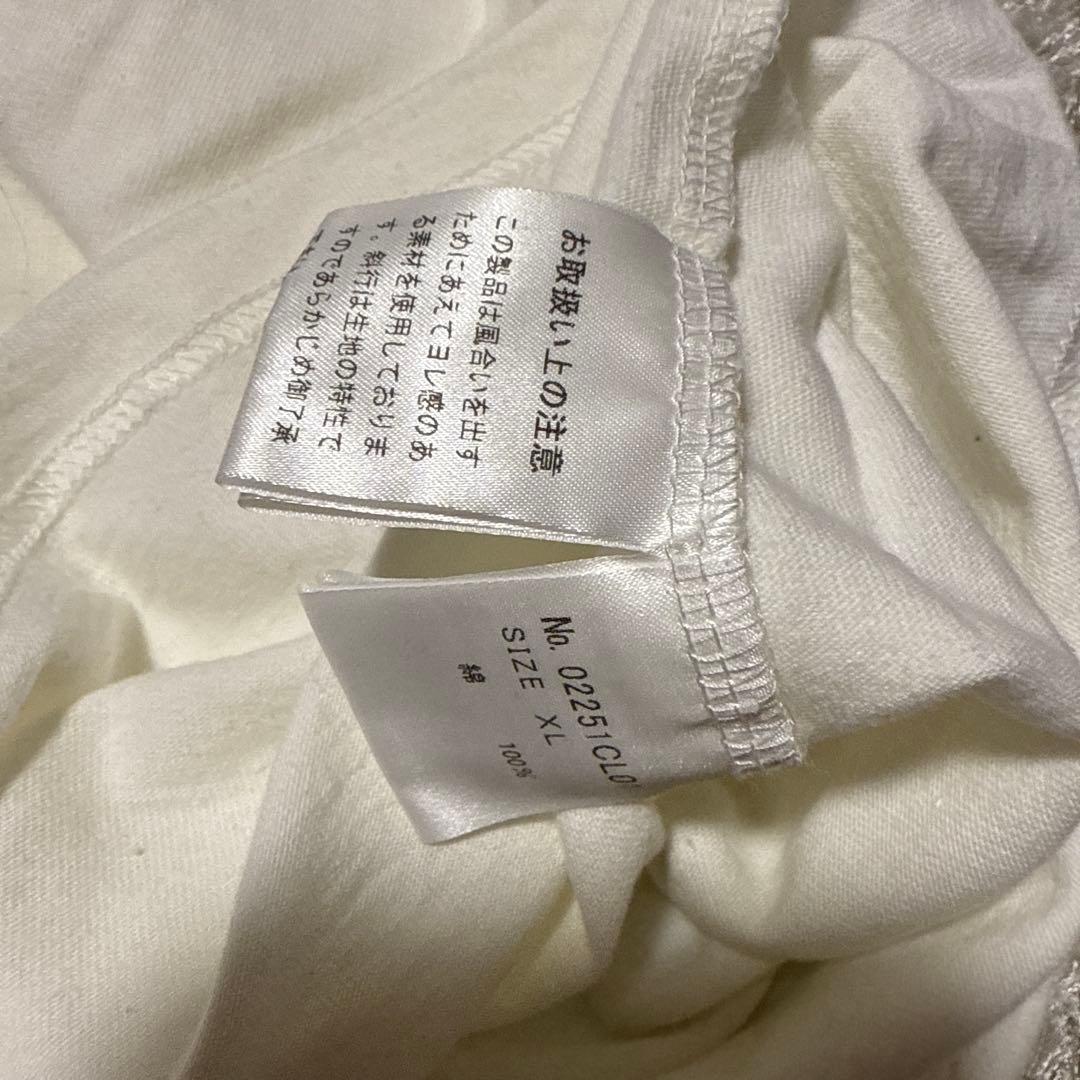 お取扱い上の注意
この製品は風合いを出す
ためにあえてヨレ感のあ
る素材を使用しておりま
す。斜行は生地の特性で
すのであらかじめ御了承
No. 02251CL0
SIZE XL
綿 100%